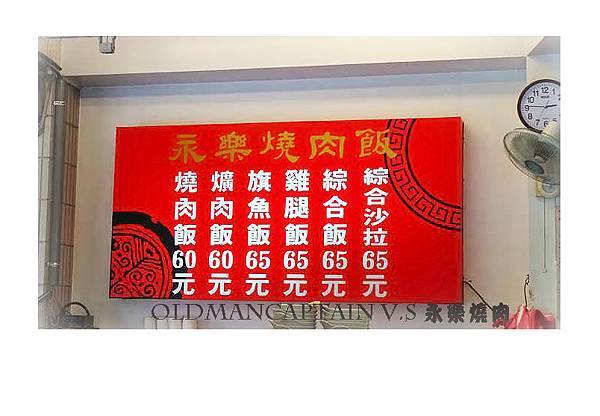 永樂燒肉飯
燒肉飯60元
爌肉飯60元
旗魚飯65元
雞腿飯65元
綜合飯65元
綜合沙拉65元
OLDMANCAPTAIN V.S 永樂燒肉